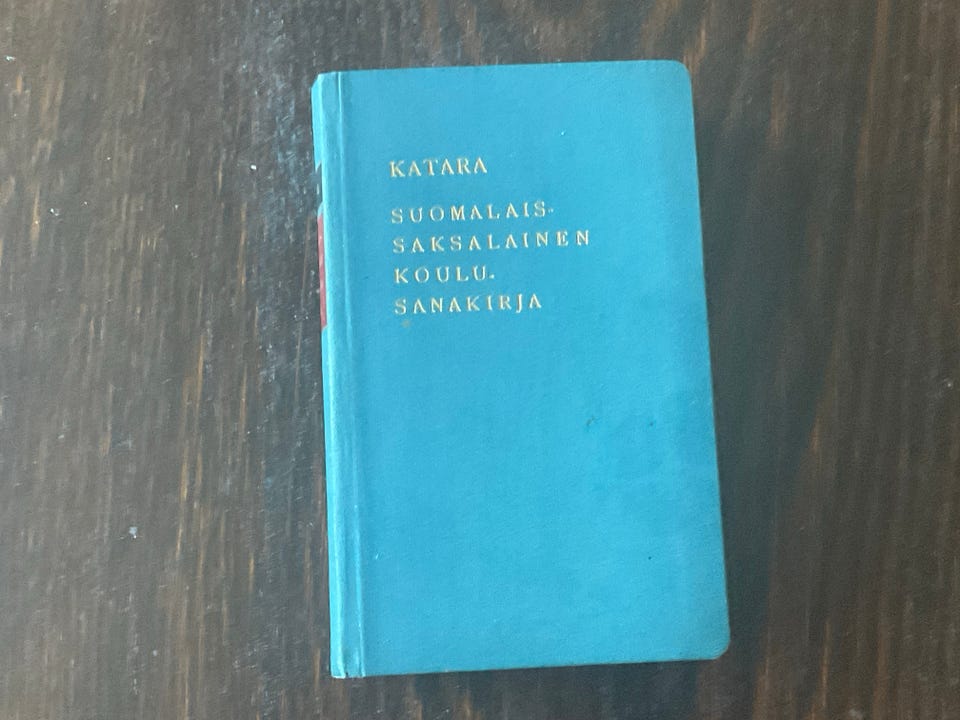 KATARA
SUOMALAIS-
SAKSALAINEN
KOULU-
SANAKIRJA